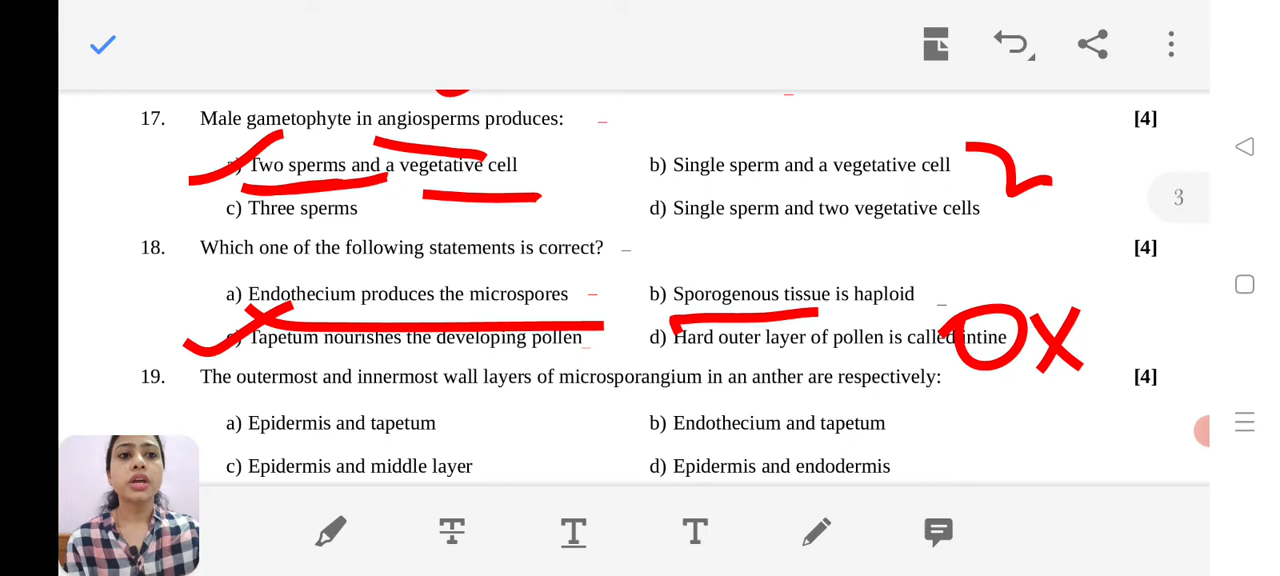 17. Male gametophyte in angiosperms produces: [4]
a) Two sperms and a vegetative cell b) Single sperm and a vegetative cell
c) Three sperms d) Single sperm and two vegetative cells
3
18. Which one of the following statements is correct? [4]
a) Endothecium produces the microspores b) Sporogenous tissue is haploid
c) Tapetum nourishes the developing pollen d) Hard outer layer of pollen is called intine
19. The outermost and innermost wall layers of microsporangium in an anther are respectively: [4]
a) Epidermis and tapetum b) Endothecium and tapetum
c) Epidermis and middle layer d) Epidermis and endodermis
T T T